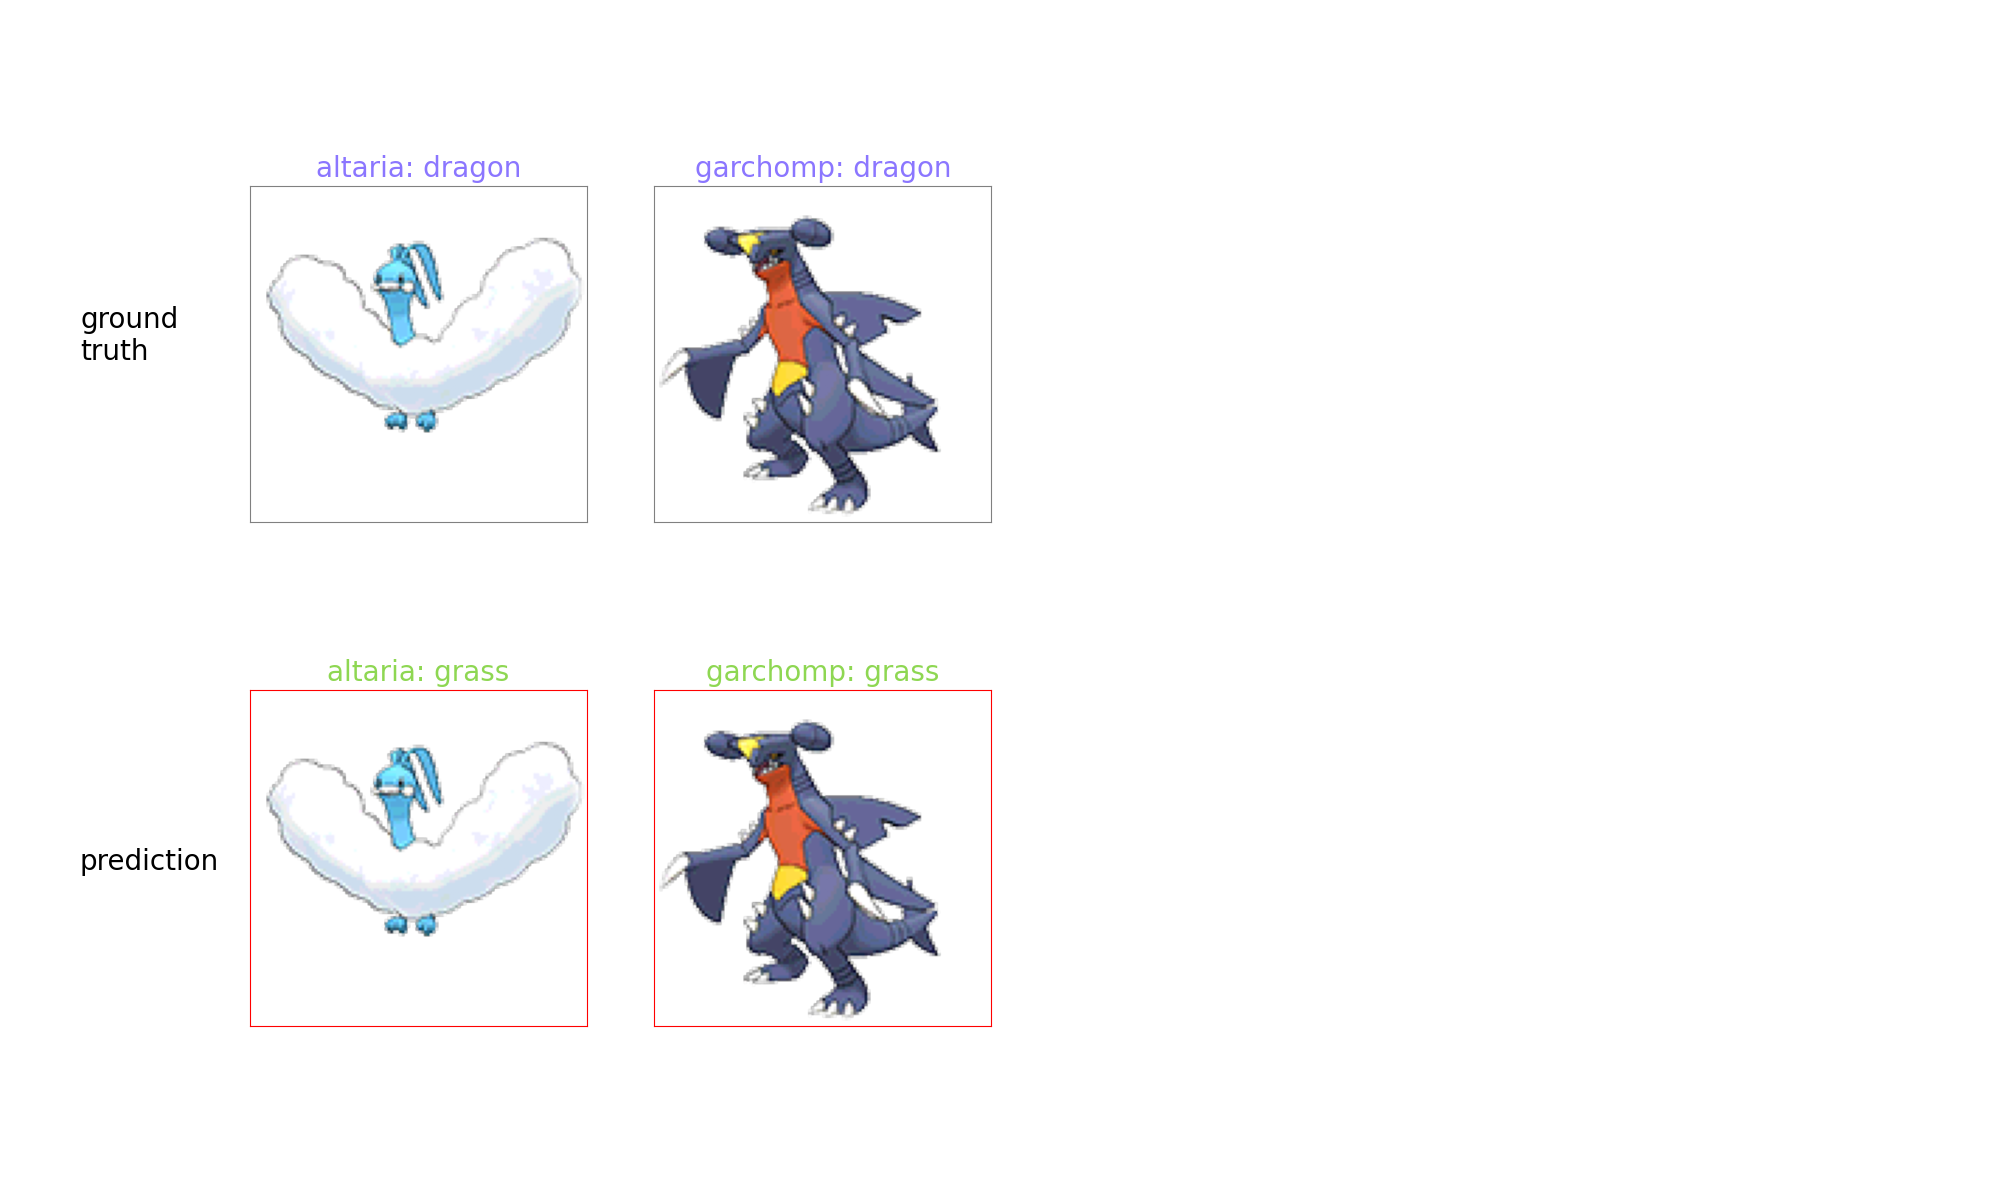 altaria: dragon
garchomp: dragon
ground
truth
altaria: grass
garchomp: grass
prediction